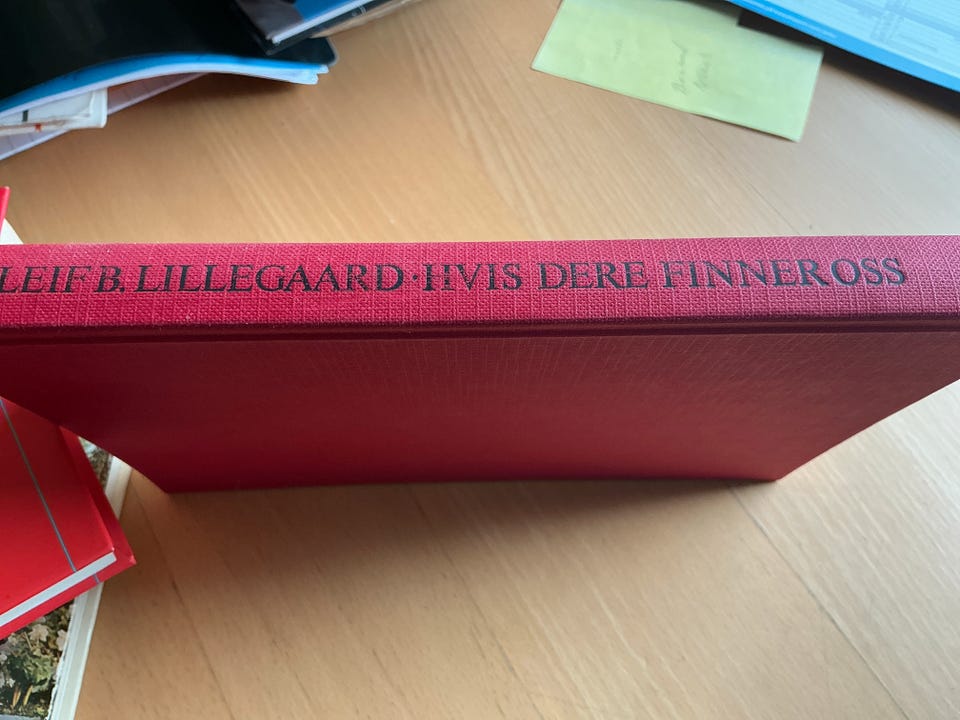 LEIF B. LILLEGAARD · HVIS DERE FINNER OSS